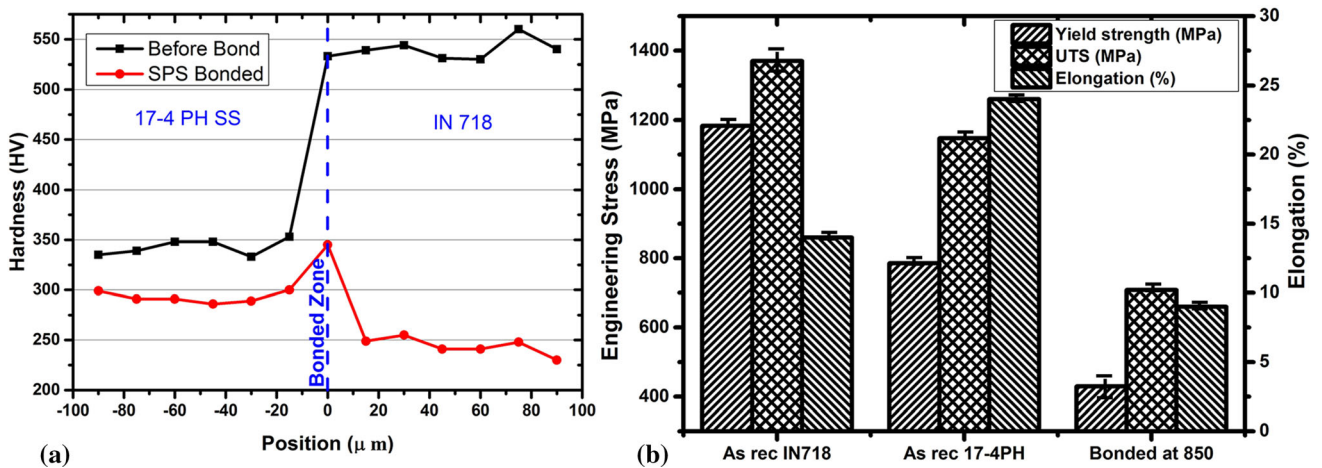 550
500
450
400
350
300
250
200
Hardness (HV)
Before Bond
SPS Bonded
17-4 PH SS
IN 718
Bonded Zone
-100 -80 -60 -40 -20 0 20 40 60 80 100
Position (μ m)
(a)
1400
1200
1000
800
600
400
Engineering Stress (MPa)
Yield strength (MPa)
UTS (MPa)
Elongation (%)
30
25
20
15
10
5
0
Elongation (%)
As rec IN718 As rec 17-4PH Bonded at 850
(b)